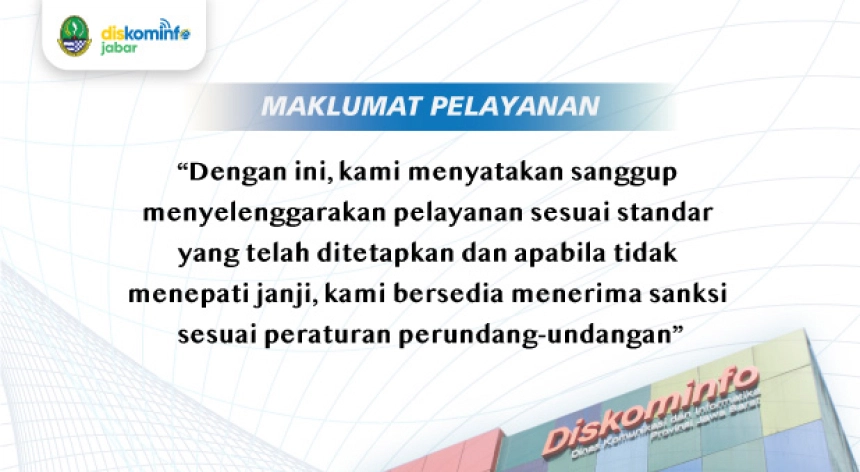 diskominfo
jabar
MAKLUMAT PELAYANAN
“Dengan ini, kami menyatakan sanggup
menyelenggarakan pelayanan sesuai standar
yang telah ditetapkan dan apabila tidak
menepati janji, kami bersedia menerima sanksi
sesuai peraturan perundang-undangan”
Diskominfo
Dinas Komunikasi dan Informatika
Provinsi Jawa Barat